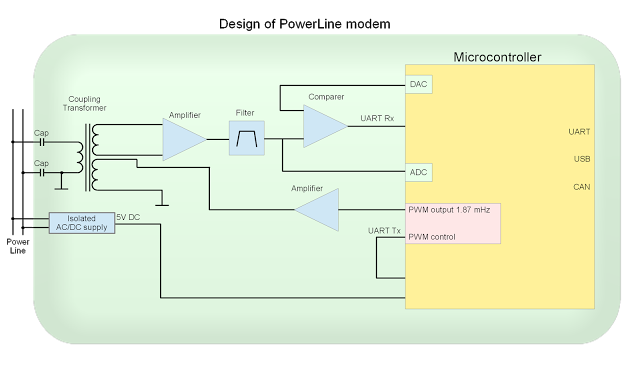 Design of PowerLine modem
Microcontroller
DAC
Coupling
Transformer
Comparer
Amplifier
Filter
UART Rx
Cap
UART
USB
Cap
ADC
CAN
Amplifier
PWM output 1.87 mHz
Isolated
AC/DC supply
5V DC
UART Tx
PWM control
Power
Line